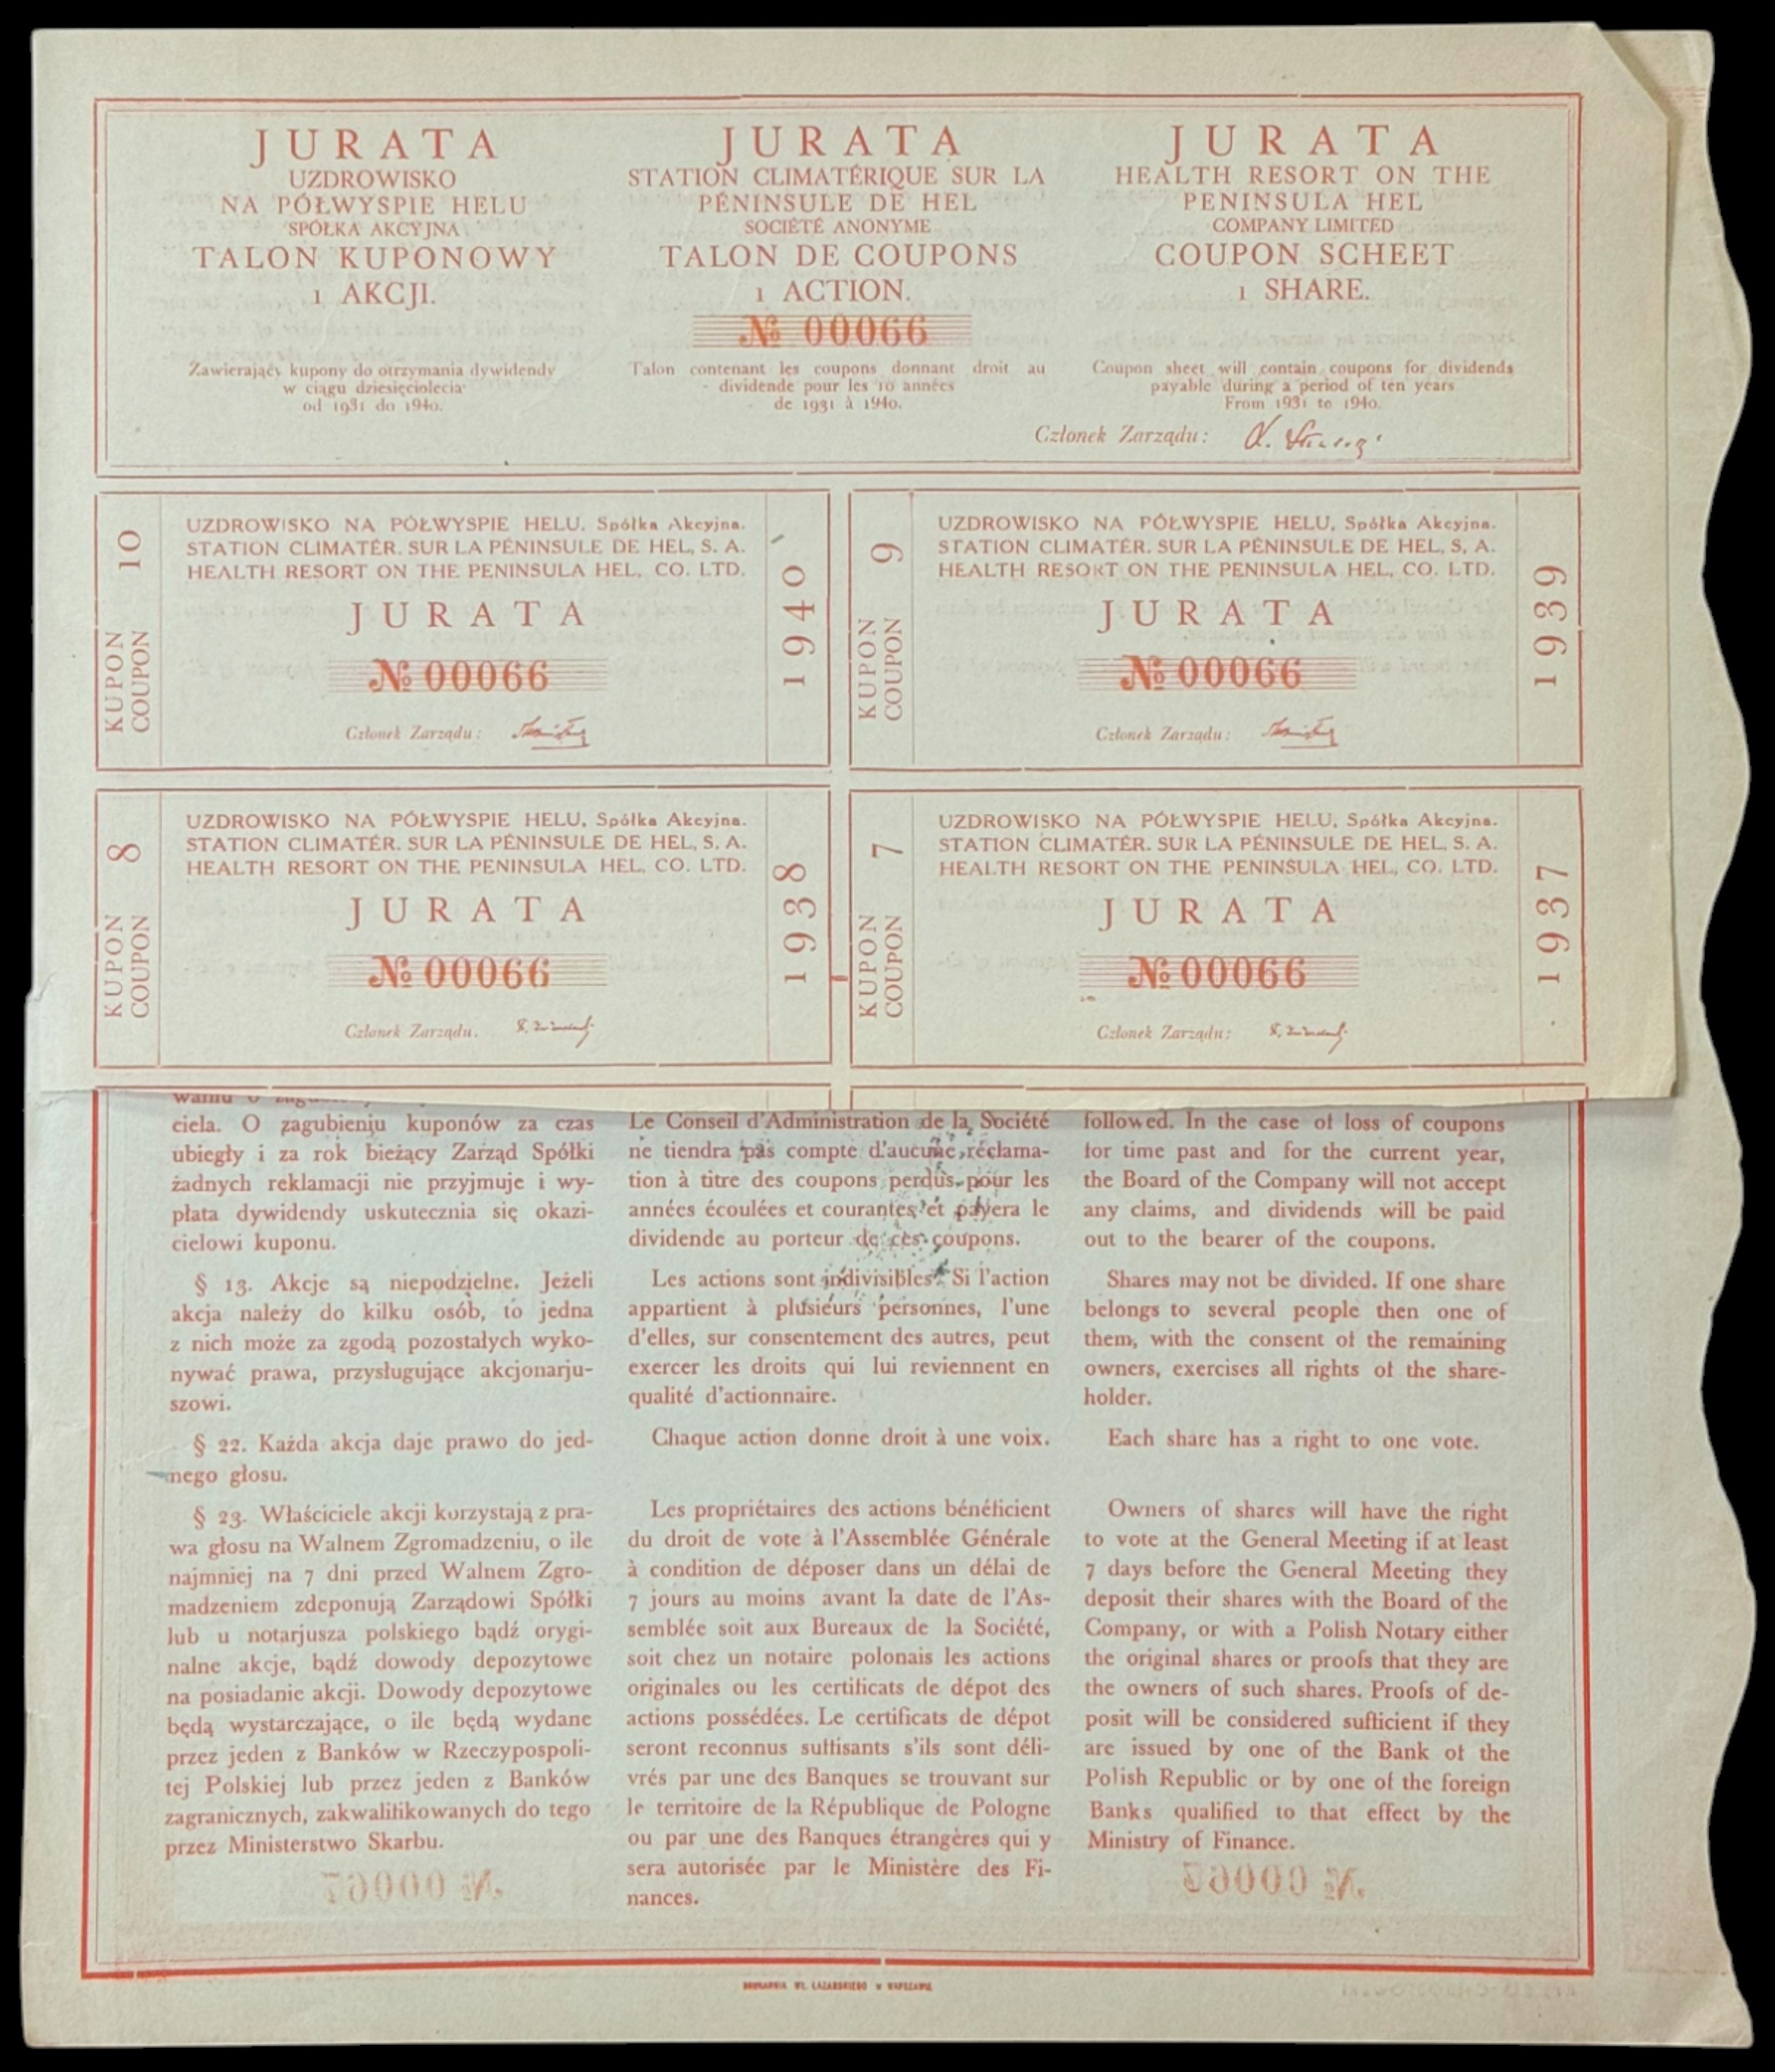 JURATA
UZDROWISKO
NA PÓŁWYSPIE HELU
SPÓŁKA AKCYJNA
TALON KUPONOWY
1 AKCJI.
Zawierający kupony do otrzymania dywidendy
w ciągu dziesięciolecia
od 1931 do 1940.
JURATA
STATION CLIMATÉRIQUE SUR LA
PÉNINSULE DE HEL
SOCIÉTÉ ANONYME
TALON DE COUPONS
1 ACTION.
№ 00066
Talon contenant les coupons donnant droit au
dividende pour les 10 années
de 1931 à 1940.
JURATA
HEALTH RESORT ON THE
PENINSULA HEL
COMPANY LIMITED
COUPON SCHEET
1 SHARE.
Coupon sheet will contain coupons for dividends
payable during a period of ten years
From 1931 to 1940.
Członek Zarządu:
KUPON 10
COUPON
UZDROWISKO NA PÓŁWYSPIE HELU, Spółka Akcyjna.
STATION CLIMATÉR. SUR LA PÉNINSULE DE HEL, S. A.
HEALTH RESORT ON THE PENINSULA HEL, CO. LTD.
JURATA
№ 00066
Członek Zarządu:
1940
KUPON 9
COUPON
UZDROWISKO NA PÓŁWYSPIE HELU, Spółka Akcyjna.
STATION CLIMATÉR. SUR LA PÉNINSULE DE HEL, S. A.
HEALTH RESORT ON THE PENINSULA HEL, CO. LTD.
JURATA
№ 00066
Członek Zarządu:
1939
KUPON 8
COUPON
UZDROWISKO NA PÓŁWYSPIE HELU, Spółka Akcyjna.
STATION CLIMATÉR. SUR LA PÉNINSULE DE HEL, S. A.
HEALTH RESORT ON THE PENINSULA HEL, CO. LTD.
JURATA
№ 00066
Członek Zarządu.
1938
KUPON 7
COUPON
UZDROWISKO NA PÓŁWYSPIE HELU, Spółka Akcyjna.
STATION CLIMATÉR. SUR LA PÉNINSULE DE HEL, S. A.
HEALTH RESORT ON THE PENINSULA HEL, CO. LTD.
JURATA
№ 00066
Członek Zarządu:
1937
ciela. O zagubieniu kuponów za czas
ubiegły i za rok bieżący Zarząd Spółki
żadnych reklamacji nie przyjmuje i wy-
płata dywidendy uskutecznia się okazi-
cielowi kuponu.
§ 13. Akcje są niepodzielne. Jeżeli
akcja należy do kilku osób, to jedna
z nich może za zgodą pozostałych wyko-
nywać prawa, przysługujące akcjonarju-
szowi.
§ 22. Każda akcja daje prawo do jed-
nego głosu.
§ 23. Właściciele akcji korzystają z pra-
wa głosu na Walnem Zgromadzeniu, o ile
najmniej na 7 dni przed Walnem Zgro-
madzeniem zdeponują Zarządowi Spółki
lub u notarjusza polskiego bądź orygi-
nalne akcje, bądź dowody depozytowe
na posiadanie akcji. Dowody depozytowe
będą wystarczające, o ile będą wydane
przez jeden z Banków w Rzeczypospoli-
tej Polskiej lub przez jeden z Banków
zagranicznych, zakwalifikowanych do tego
przez Ministerstwo Skarbu.
Le Conseil d'Administration de la Société
ne tiendra pas compte d'aucune réclama-
tion à titre des coupons perdus pour les
années écoulées et courantes et payera le
dividende au porteur de ces coupons.
Les actions sont indivisibles. Si l'action
appartient à plusieurs personnes, l'une
d'elles, sur consentement des autres, peut
exercer les droits qui lui reviennent en
qualité d'actionnaire.
Chaque action donne droit à une voix.
Les propriétaires des actions bénéficient
du droit de vote à l'Assemblée Générale
à condition de déposer dans un délai de
7 jours au moins avant la date de l'As-
semblée soit aux Bureaux de la Société,
soit chez un notaire polonais les actions
originales ou les certificats de dépot des
actions possédées. Le certificats de dépôt
seront reconnus suffisants s'ils sont déli-
vrés par une des Banques se trouvant sur
le territoire de la République de Pologne
ou par une des Banques étrangères qui y
sera autorisée par le Ministère des Fi-
nances.
followed. In the case of loss of coupons
for time past and for the current year,
the Board of the Company will not accept
any claims, and dividends will be paid
out to the bearer of the coupons.
Shares may not be divided. If one share
belongs to several people then one of
them, with the consent of the remaining
owners, exercises all rights of the share-
holder.
Each share has a right to one vote.
Owners of shares will have the right
to vote at the General Meeting if at least
7 days before the General Meeting they
deposit their shares with the Board of the
Company, or with a Polish Notary either
the original shares or proofs that they are
the owners of such shares. Proofs of de-
posit will be considered sufficient if they
are issued by one of the Bank of the
Polish Republic or by one of the foreign
Banks qualified to that effect by the
Ministry of Finance.
№ 00067
№ 00067
DRUKARNIA WŁ. ŁAZARSKIEGO W WARSZAWIE